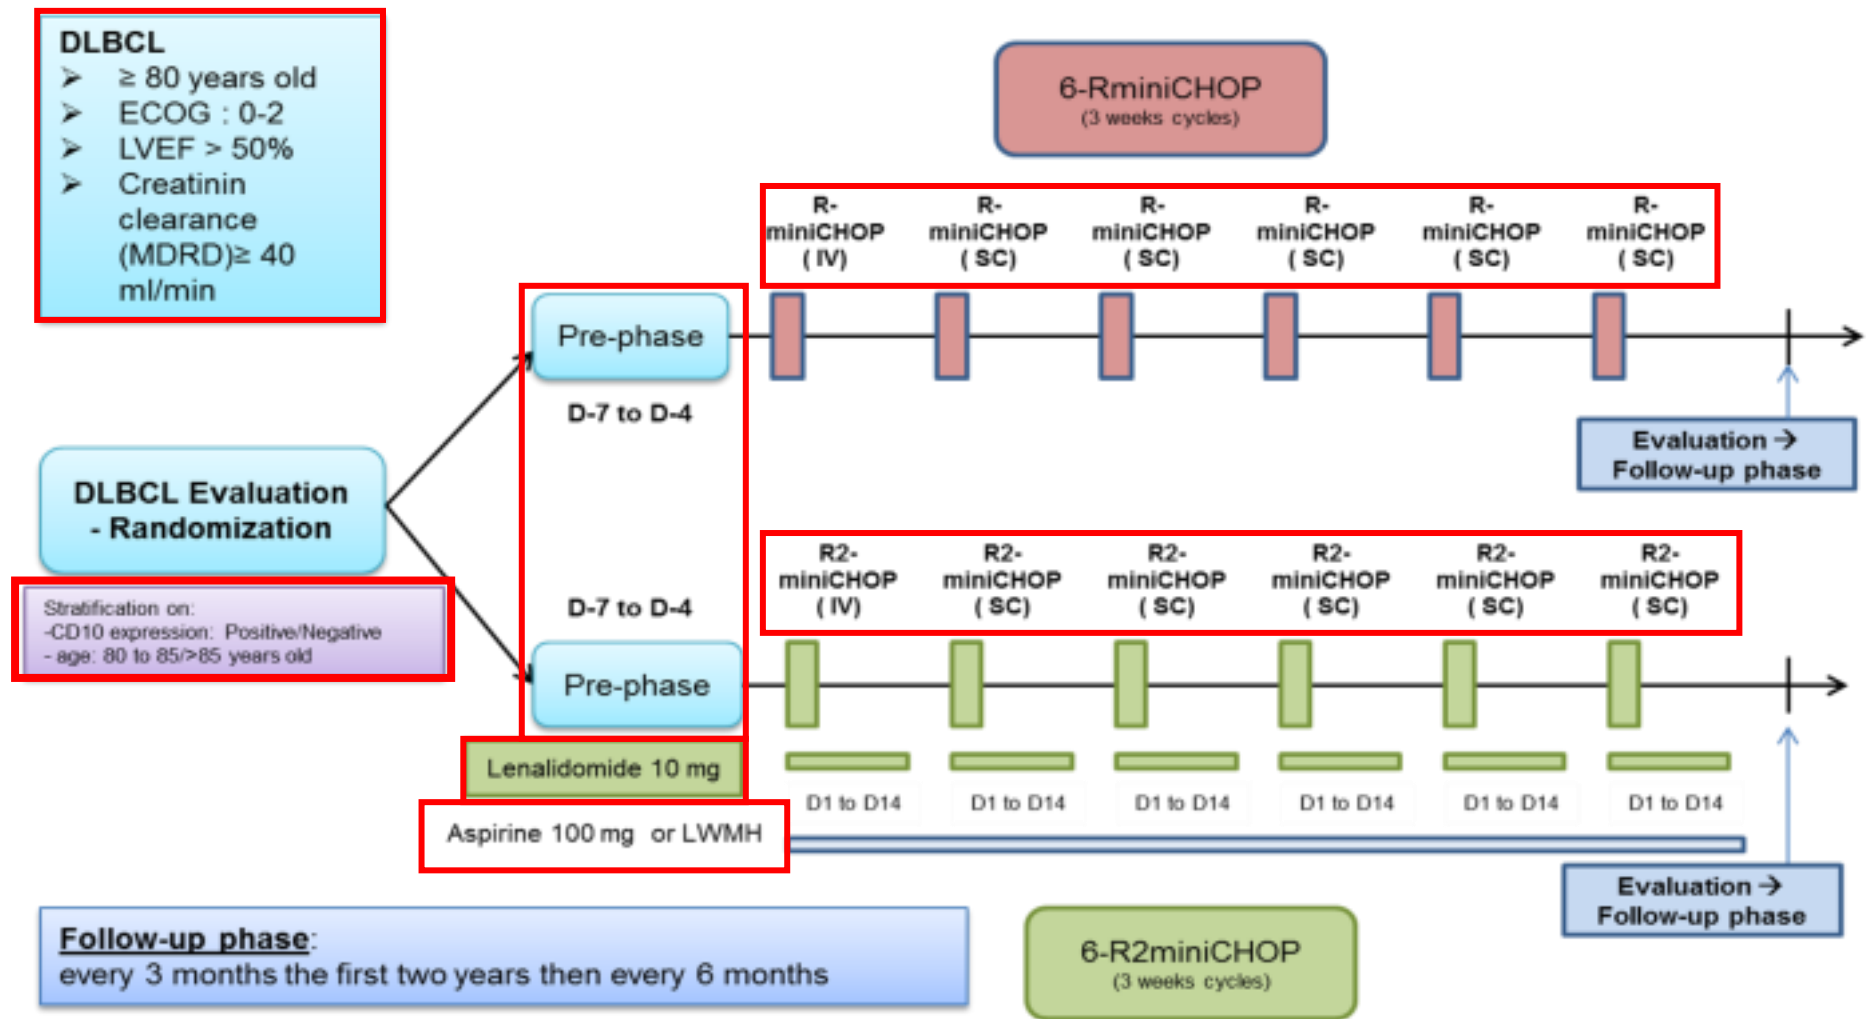 DLBCL
➢ ≥ 80 years old
➢ ECOG : 0-2
➢ LVEF > 50%
➢ Creatinin
clearance
(MDRD)≥ 40
ml/min
6-RminiCHOP
(3 weeks cycles)
R-
miniCHOP
( IV)
R-
miniCHOP
( SC)
R-
miniCHOP
( SC)
R-
miniCHOP
( SC)
R-
miniCHOP
( SC)
R-
miniCHOP
( SC)
Pre-phase
D-7 to D-4
Evaluation →
Follow-up phase
DLBCL Evaluation
- Randomization
Stratification on:
-CD10 expression: Positive/Negative
- age: 80 to 85/>85 years old
D-7 to D-4
Pre-phase
R2-
miniCHOP
( IV)
R2-
miniCHOP
( SC)
R2-
miniCHOP
( SC)
R2-
miniCHOP
( SC)
R2-
miniCHOP
( SC)
R2-
miniCHOP
( SC)
Lenalidomide 10 mg
D1 to D14
D1 to D14
D1 to D14
D1 to D14
D1 to D14
D1 to D14
Aspirine 100 mg or LWMH
Evaluation →
Follow-up phase
Follow-up phase:
every 3 months the first two years then every 6 months
6-R2miniCHOP
(3 weeks cycles)